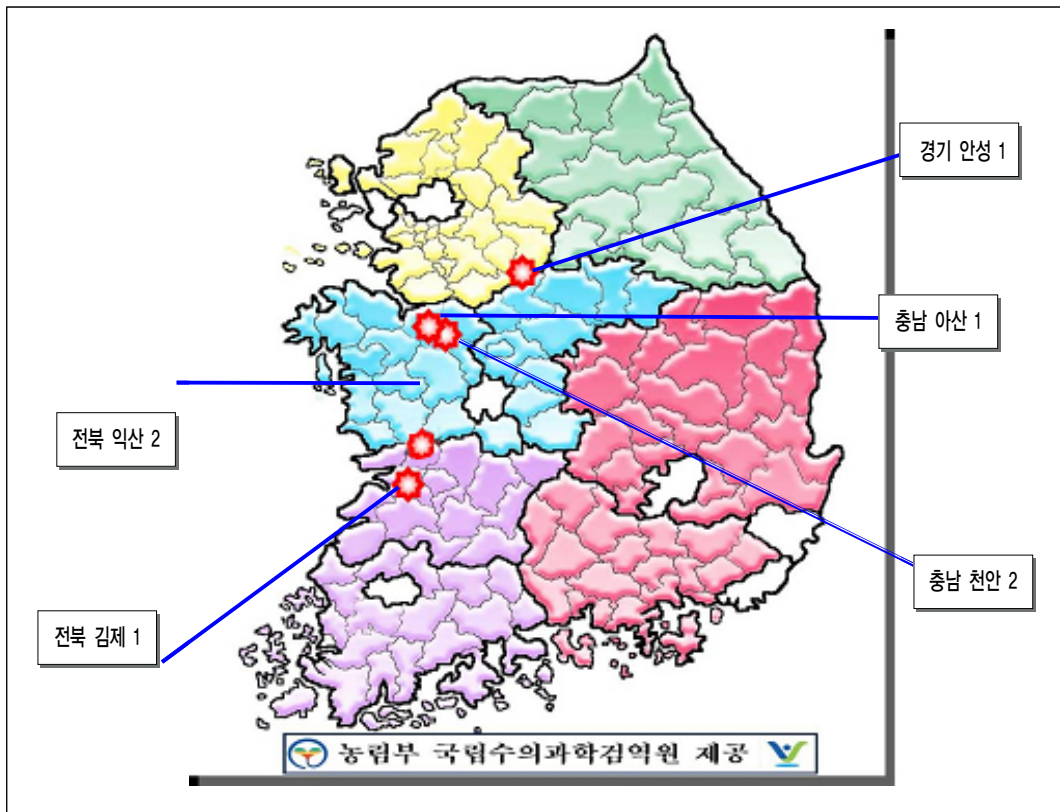 경기 안성 1
충남 아산 1
전북 익산 2
충남 천안 2
전북 김제 1
농림부 국립수의과학검역원 제공